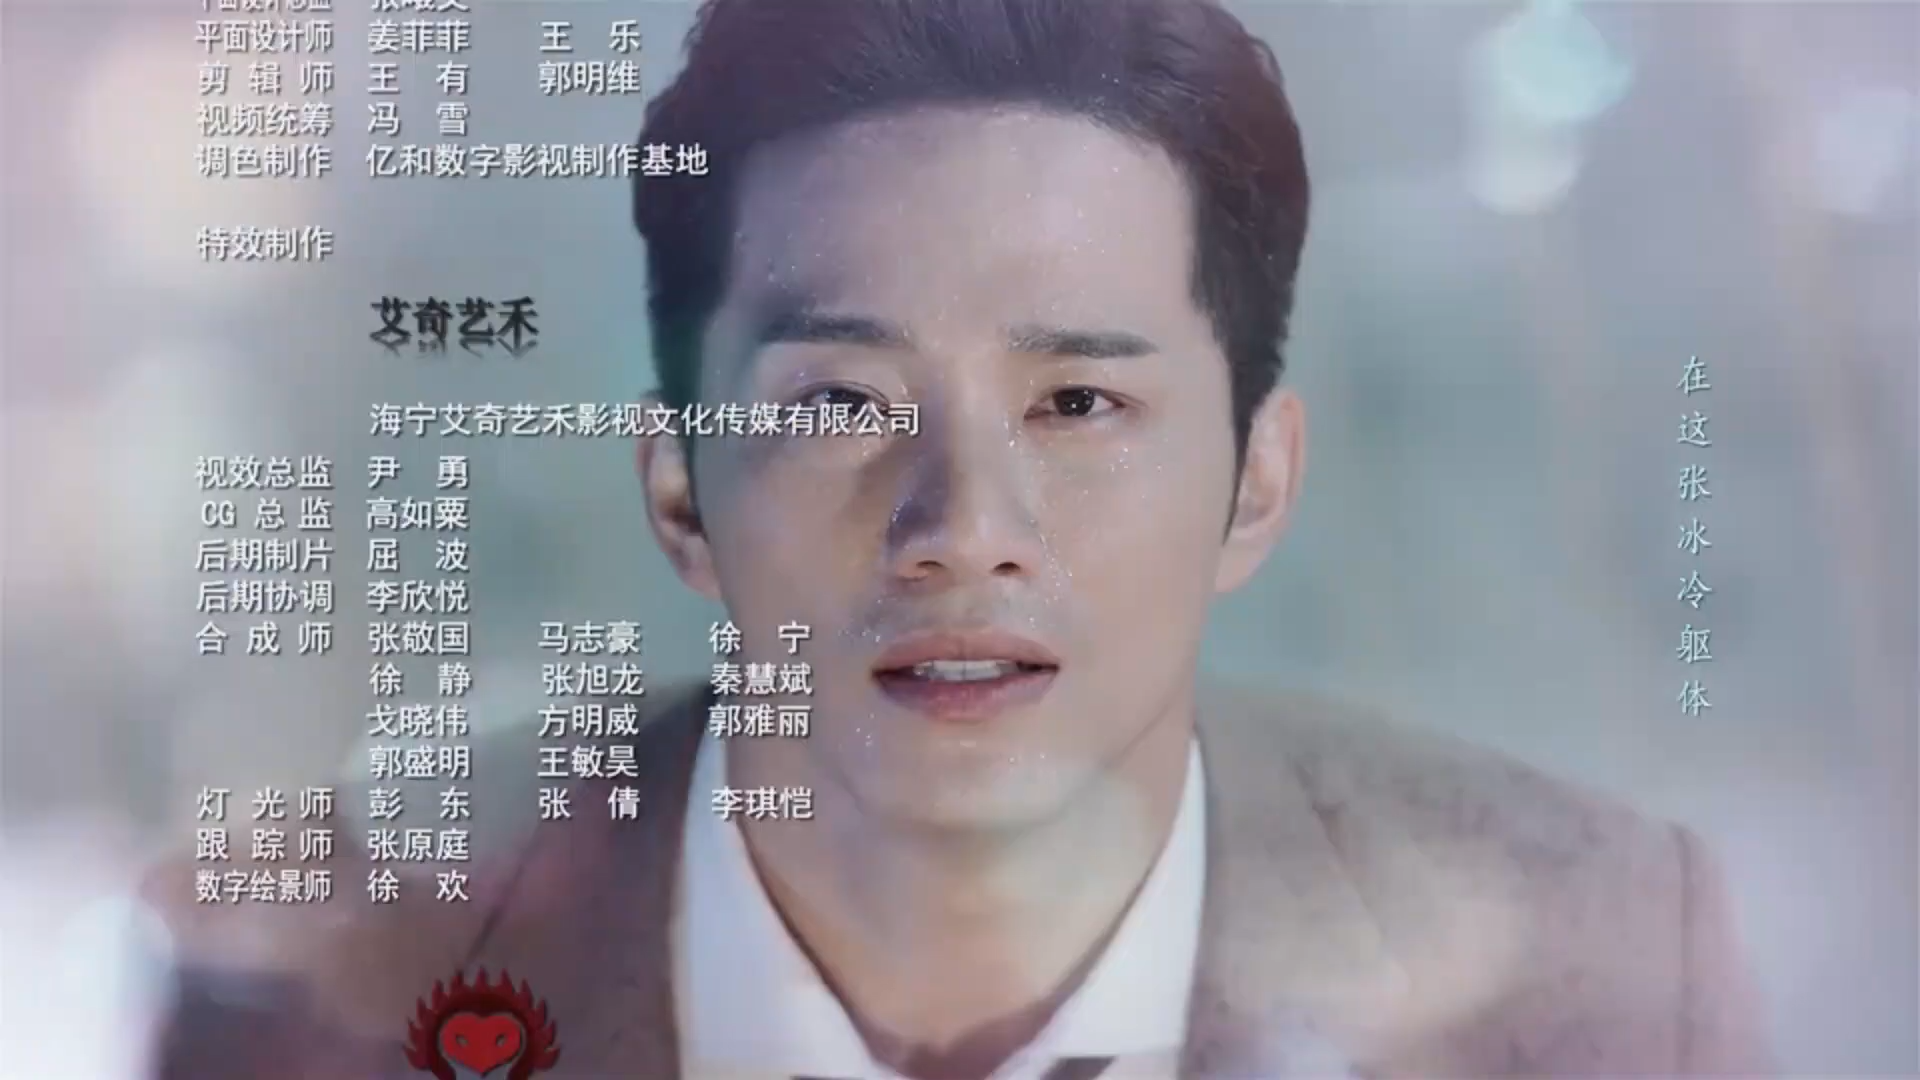 平面设计师 姜菲菲 王 乐
剪 辑 师 王 有 郭明维
视频统筹 冯 雪
调色制作 亿和数字影视制作基地
特效制作
艾奇艺禾
海宁艾奇艺禾影视文化传媒有限公司
视效总监 尹 勇
CG 总 监 高如粟
后期制片 屈 波
后期协调 李欣悦
合 成 师 张敬国 马志豪 徐 宁
徐 静 张旭龙 秦慧斌
戈晓伟 方明威 郭雅丽
郭盛明 王敏昊
灯 光 师 彭 东 张 倩 李琪恺
跟 踪 师 张原庭
数字绘景师 徐 欢
在这张冰冷躯体